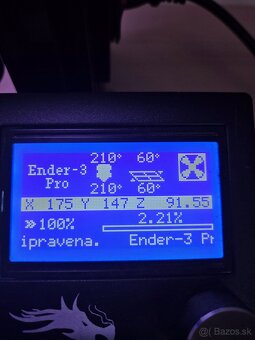 210° 60°
Ender-3
Pro
210° 60°
X 175 Y 147 Z 91.55
»100% 2.21%
ipravena. Ender-3 Pr
© Bazos.sk